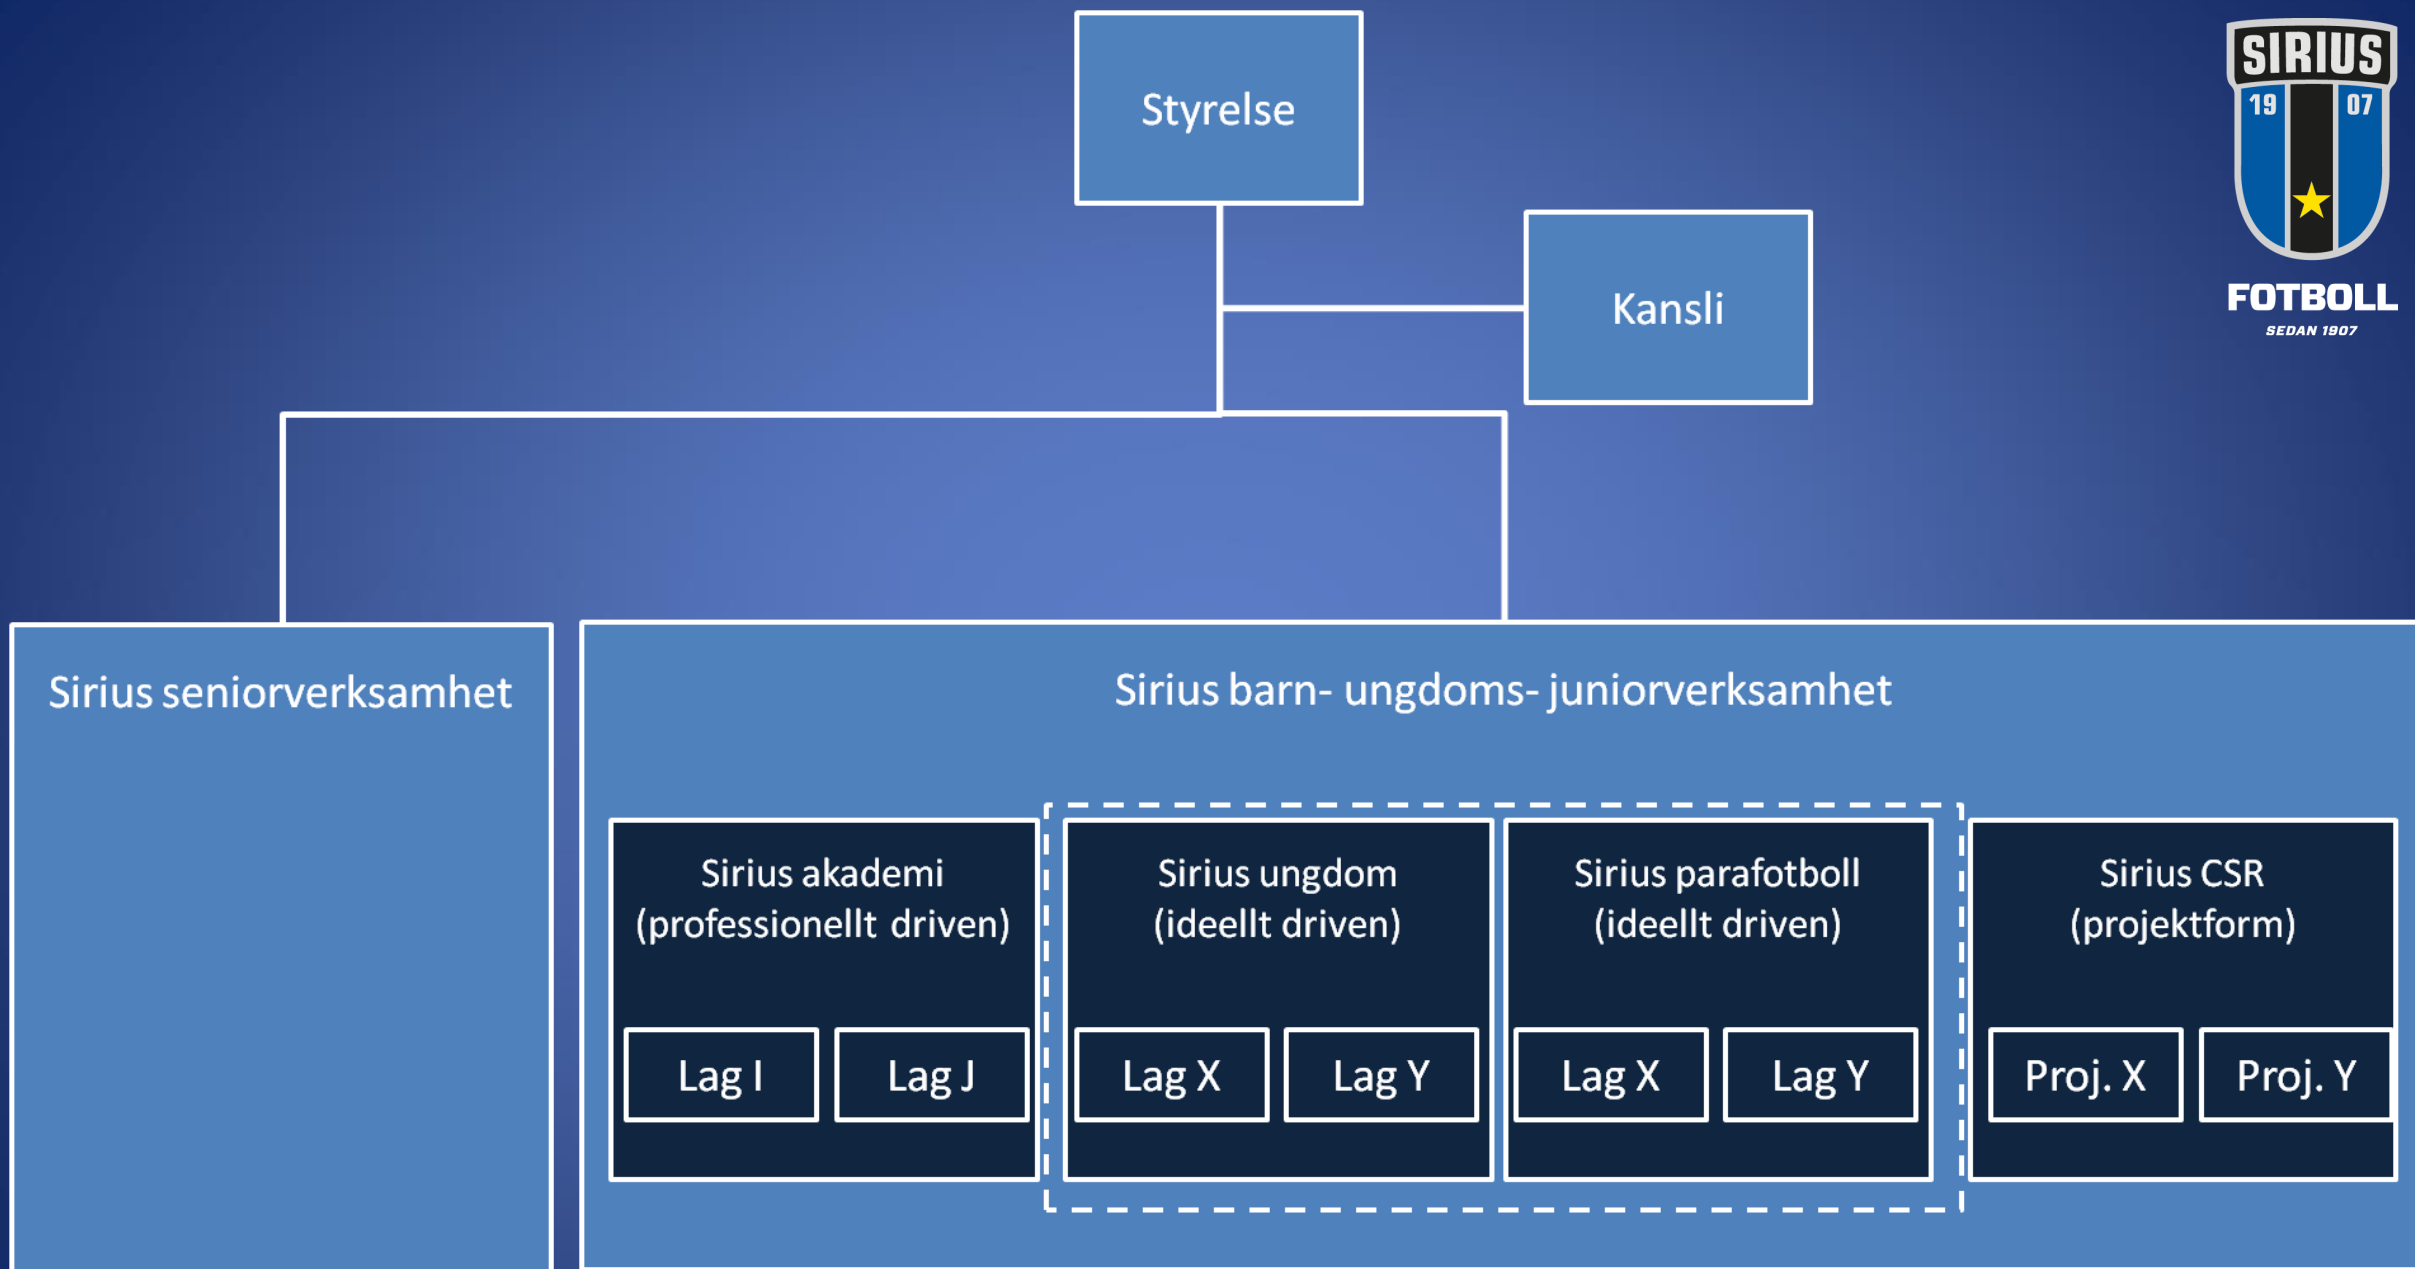 Styrelse
SIRIUS
19 07
FOTBOLL
SEDAN 1907
Kansli
Sirius seniorverksamhet
Sirius barn- ungdoms- juniorverksamhet
Sirius akademi
(professionellt driven)
Lag I
Lag J
Sirius ungdom
(ideellt driven)
Lag X
Lag Y
Sirius parafotboll
(ideellt driven)
Lag X
Lag Y
Sirius CSR
(projektform)
Proj. X
Proj. Y